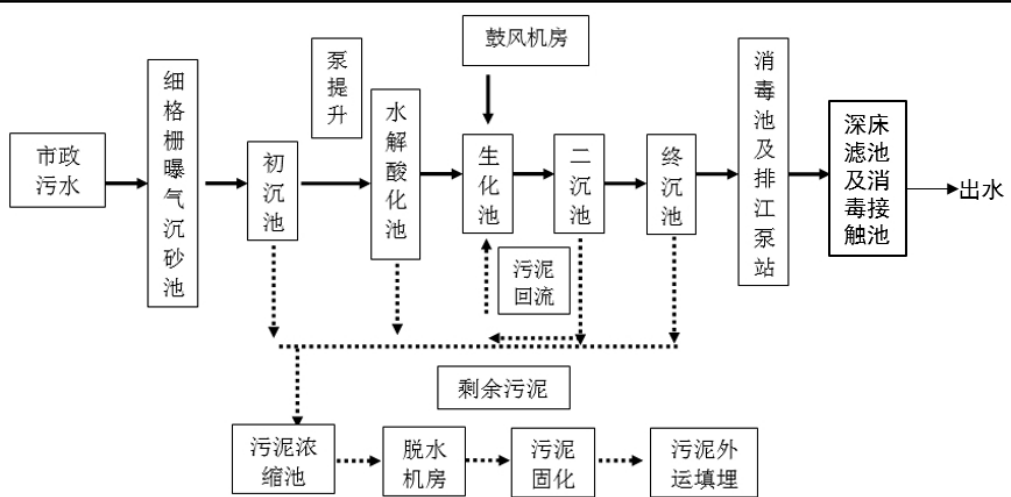 鼓风机房
泵提升
市政
污水
细格栅曝气沉砂池
初沉池
水解酸化池
生化池
二沉池
终沉池
消毒池及排江泵站
深床
滤池
及消
毒接
触池
出水
污泥
回流
剩余污泥
污泥浓
缩池
脱水
机房
污泥
固化
污泥外
运填埋